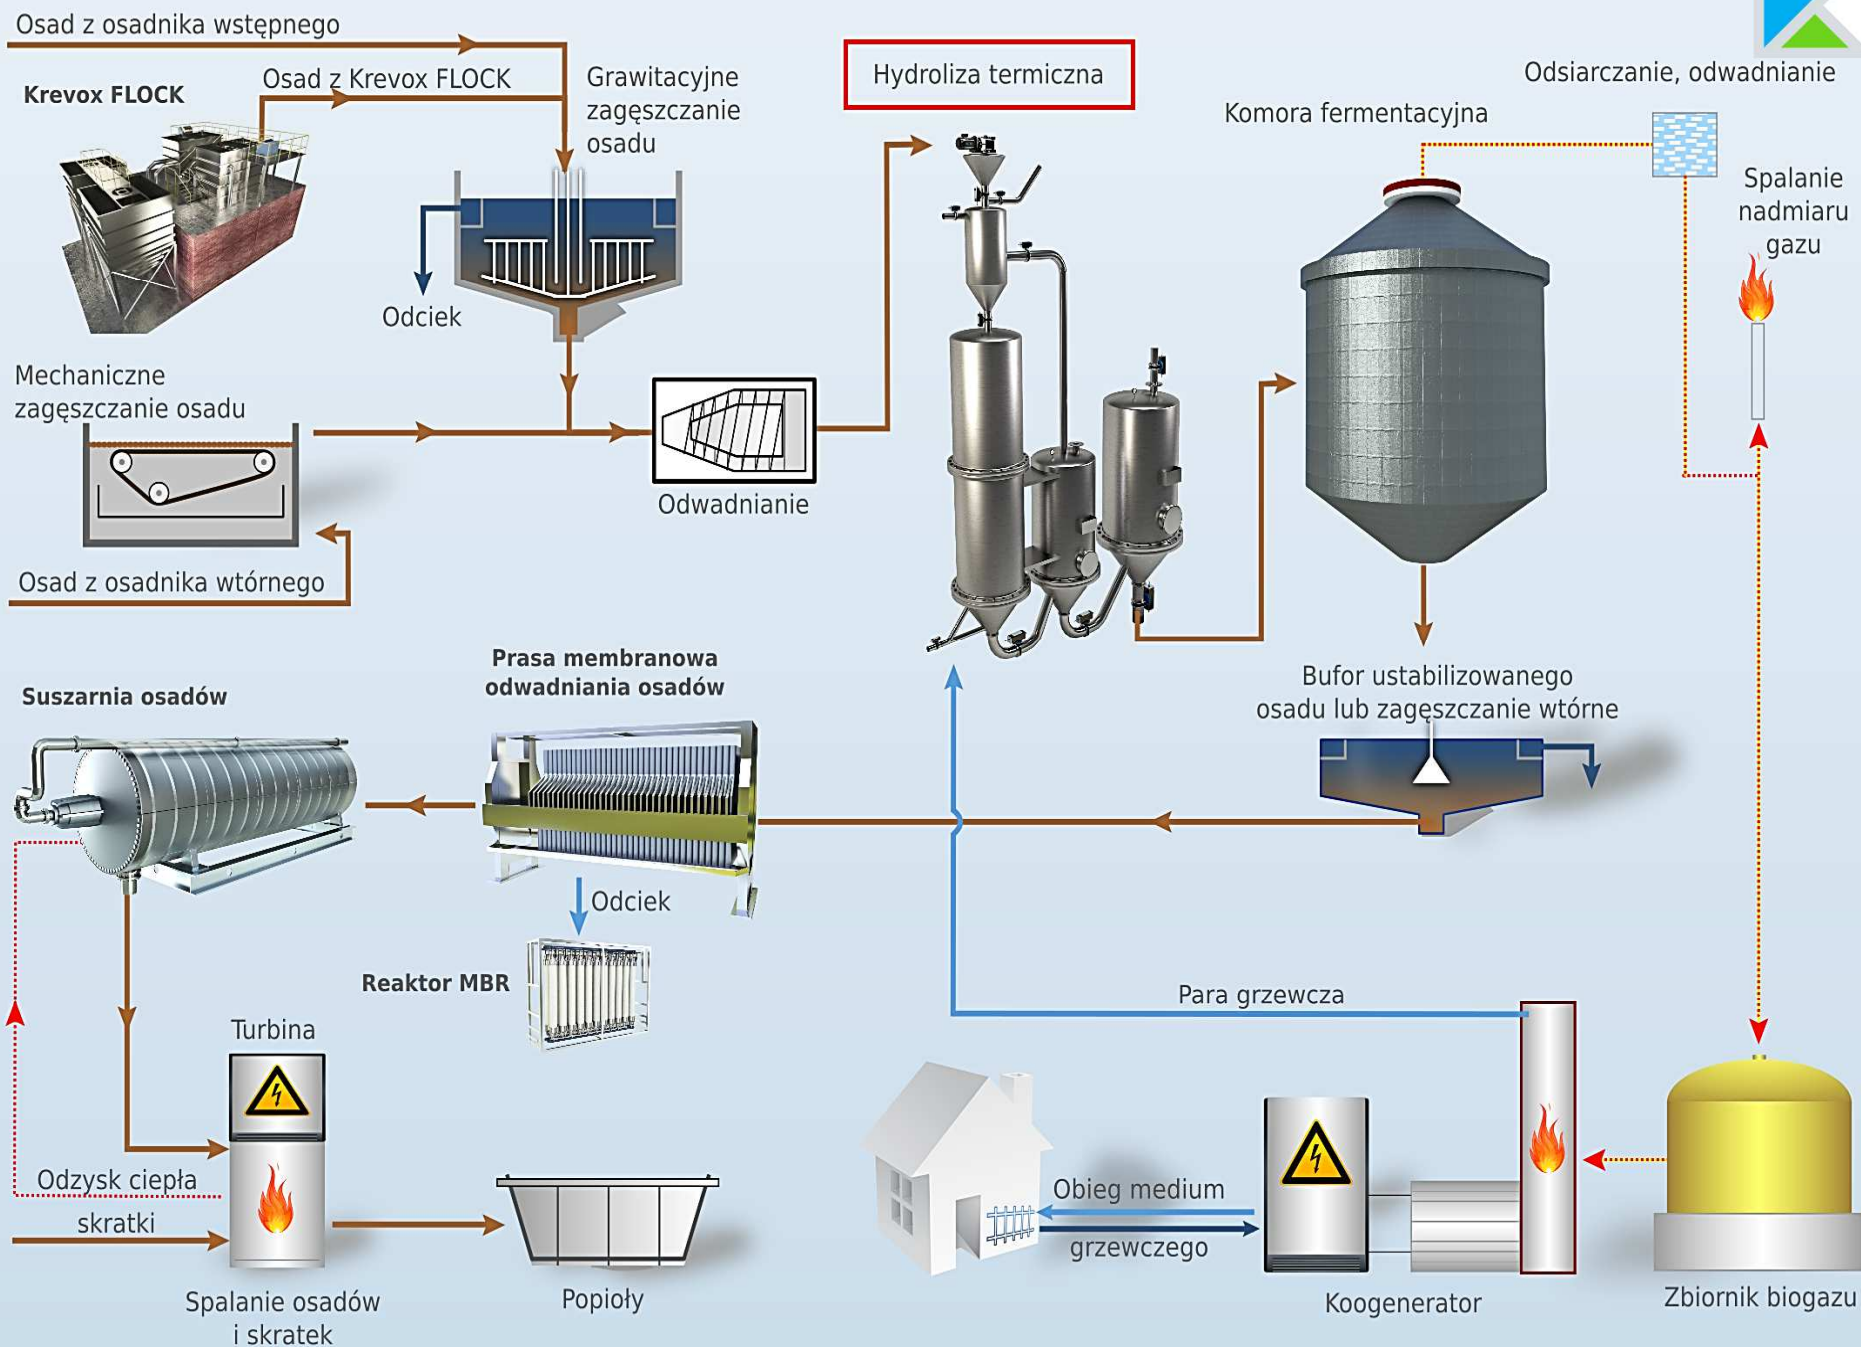 Osad z osadnika wstępnego
Krevox FLOCK
Osad z Krevox FLOCK
Grawitacyjne
zagęszczanie
osadu
Hydroliza termiczna
Odsiarczanie, odwadnianie
Komora fermentacyjna
Spalanie
nadmiaru
gazu
Odciek
Mechaniczne
zagęszczanie osadu
Odwadnianie
Osad z osadnika wtórnego
Suszarnia osadów
Prasa membranowa
odwadniania osadów
Bufor ustabilizowanego
osadu lub zagęszczanie wtórne
Odciek
Reaktor MBR
Para grzewcza
Turbina
Odzysk ciepła
skratki
Obieg medium
grzewczego
Spalanie osadów
i skratek
Popioły
Koogenerator
Zbiornik biogazu